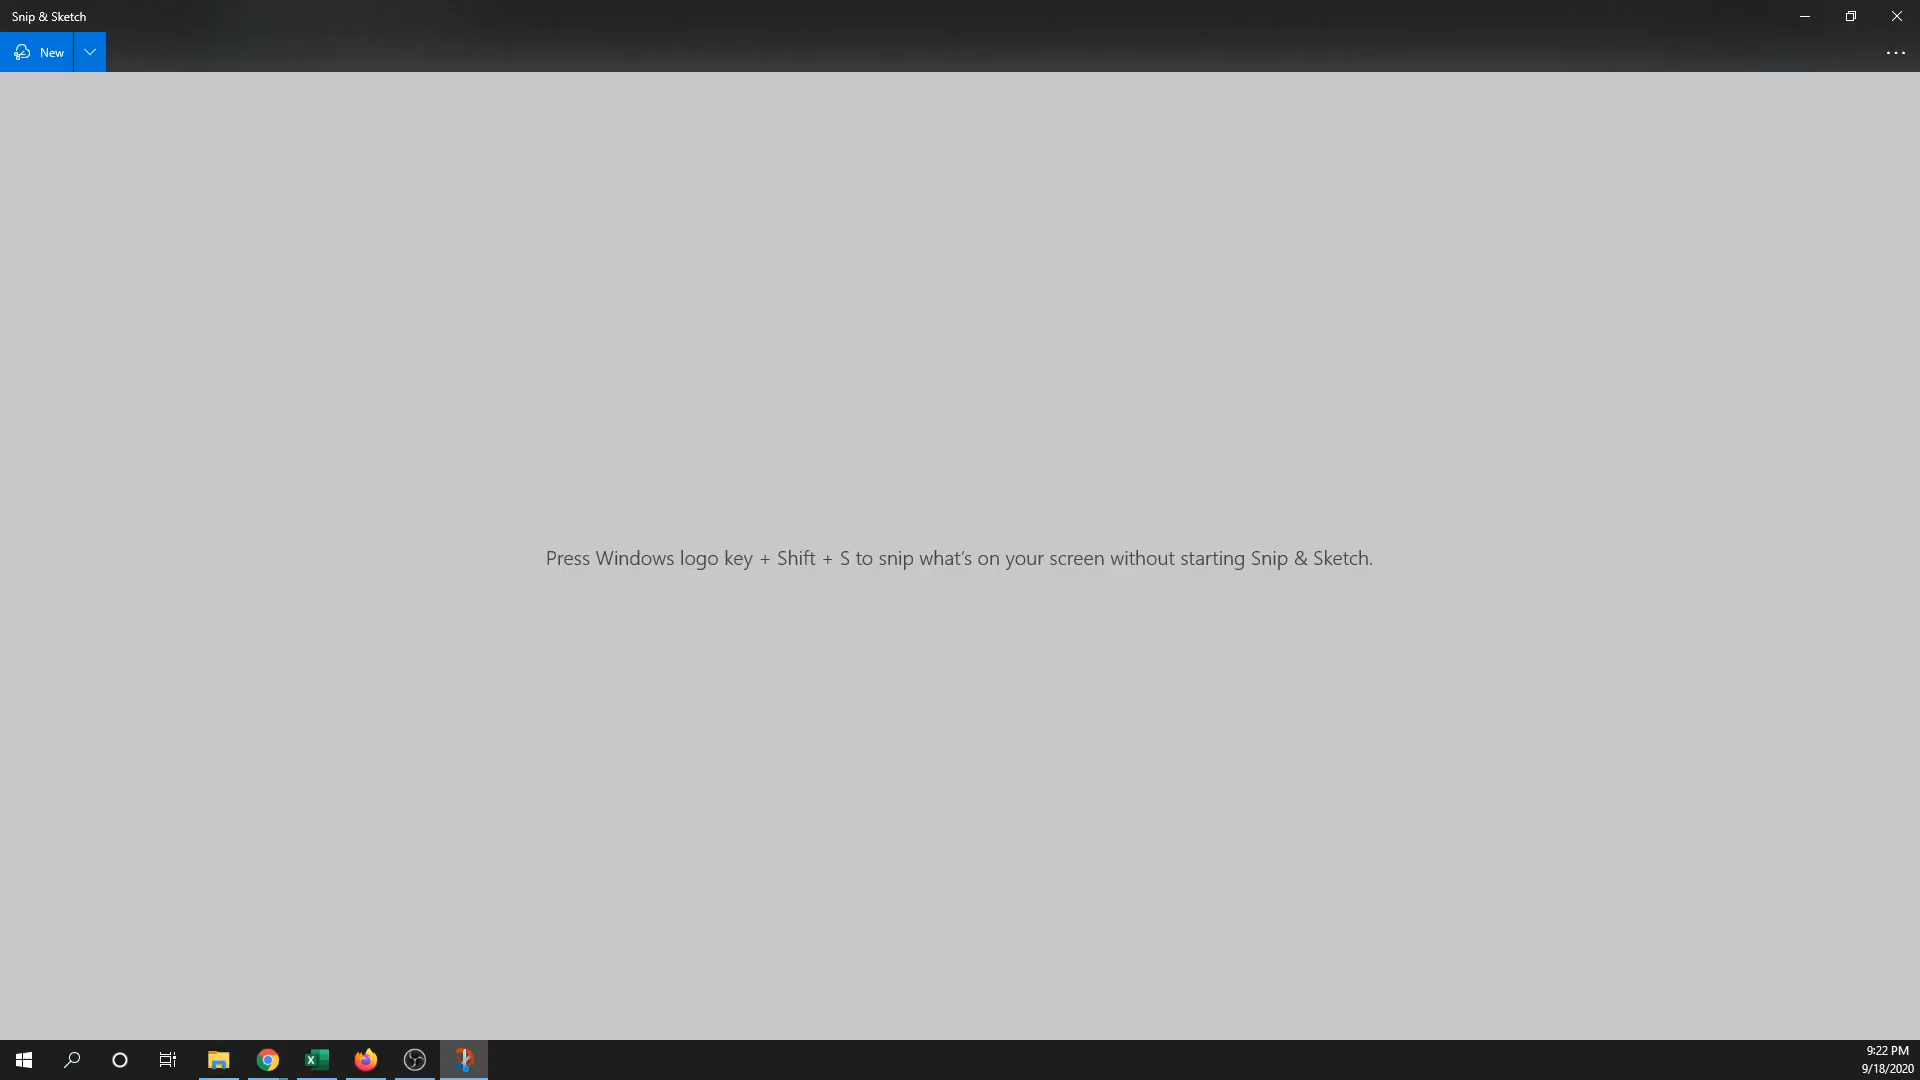 Snip & Sketch
New
Press Windows logo key + Shift + S to snip what's on your screen without starting Snip & Sketch.
9:22 PM
9/18/2020